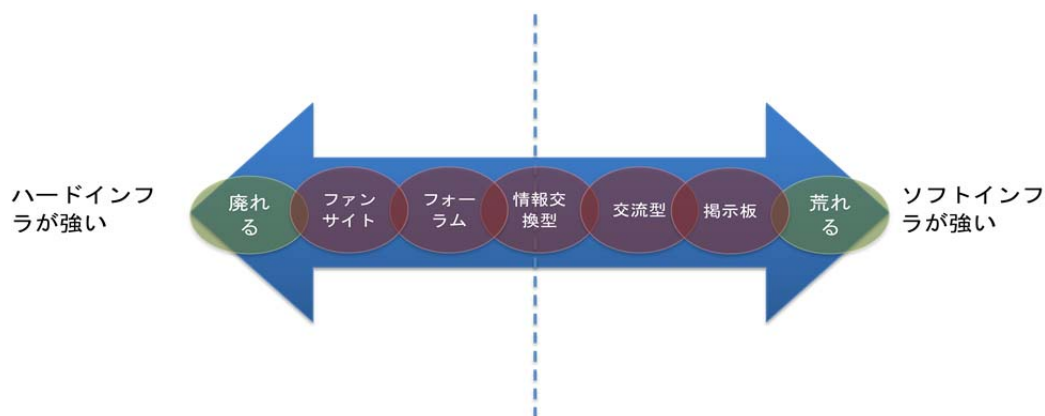 ハードインフ
ラが強い
廃れ
る
ファン
サイト
フォー
ラム
情報交
換型
交流型
掲示板
荒れ
る
ソフトインフ
ラが強い